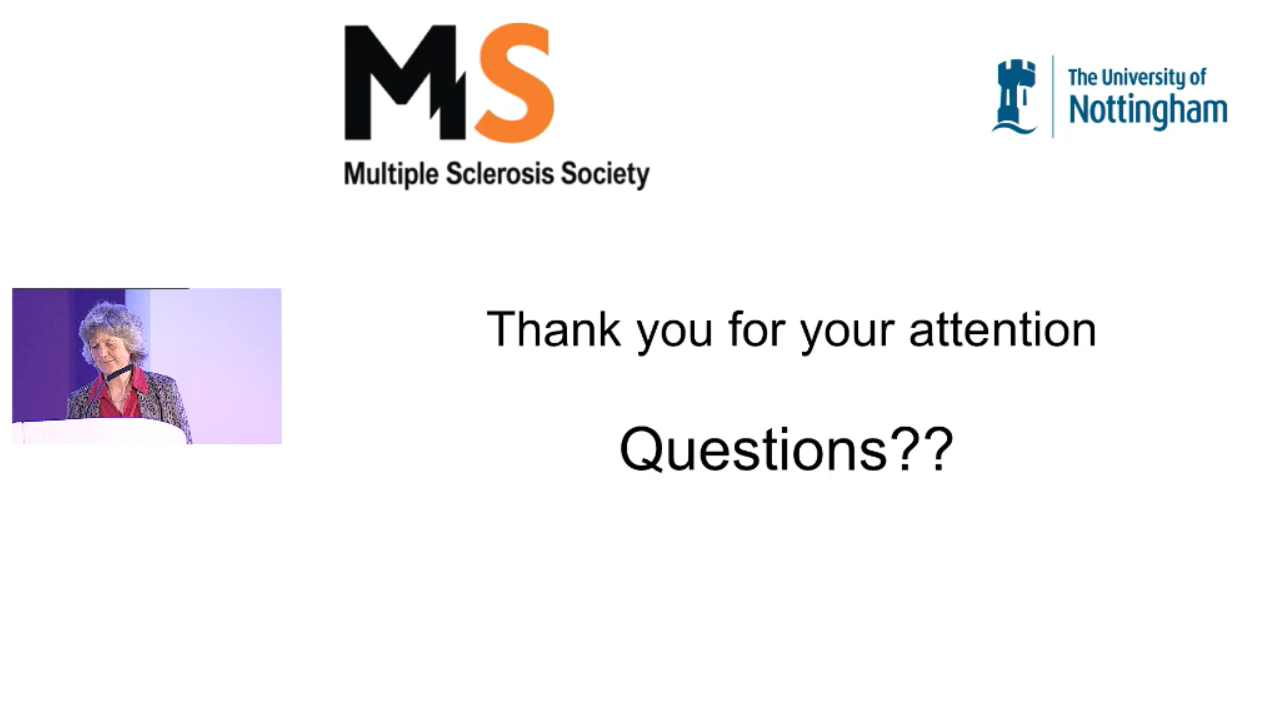 MS
Multiple Sclerosis Society
The University of
Nottingham
Thank you for your attention
Questions??